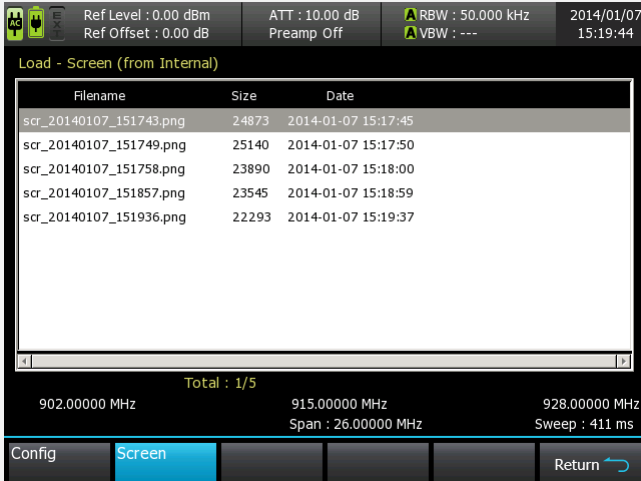 AC EXT Ref Level : 0.00 dBm ATT : 10.00 dB A RBW : 50.000 kHz 2014/01/07
Ref Offset : 0.00 dB Preamp Off A VBW : --- 15:19:44
Load - Screen (from Internal)
Filename Size Date
scr_20140107_151743.png 24873 2014-01-07 15:17:45
scr_20140107_151749.png 25140 2014-01-07 15:17:50
scr_20140107_151758.png 23890 2014-01-07 15:18:00
scr_20140107_151857.png 23545 2014-01-07 15:18:59
scr_20140107_151936.png 22293 2014-01-07 15:19:37
Total : 1/5
902.00000 MHz 915.00000 MHz 928.00000 MHz
Span : 26.00000 MHz Sweep : 411 ms
Config Screen
Return